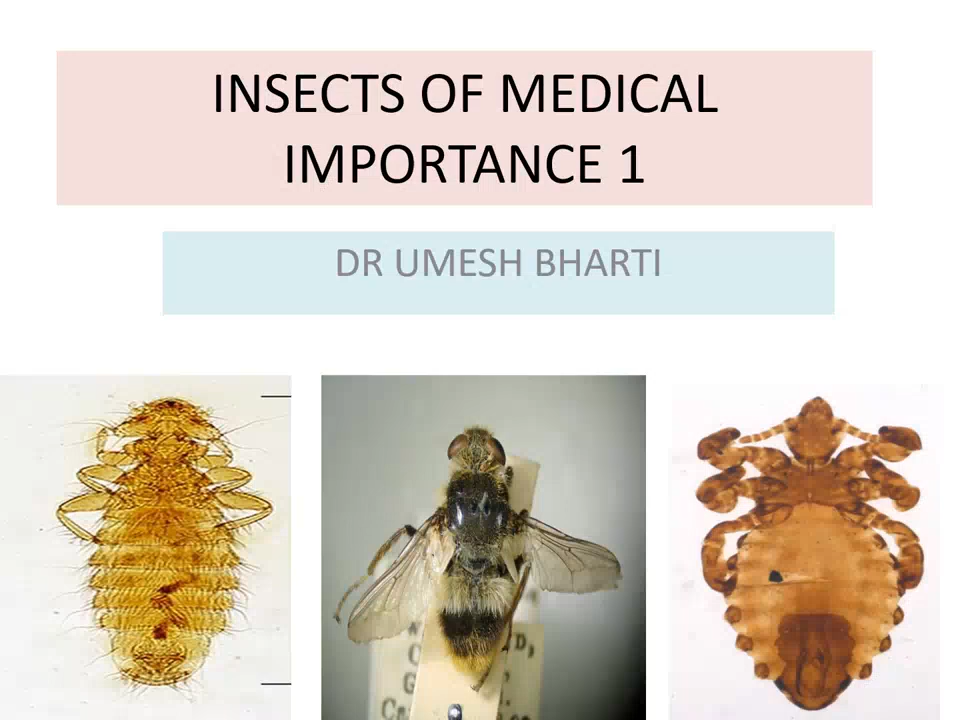 INSECTS OF MEDICAL
IMPORTANCE 1
DR UMESH BHARTI